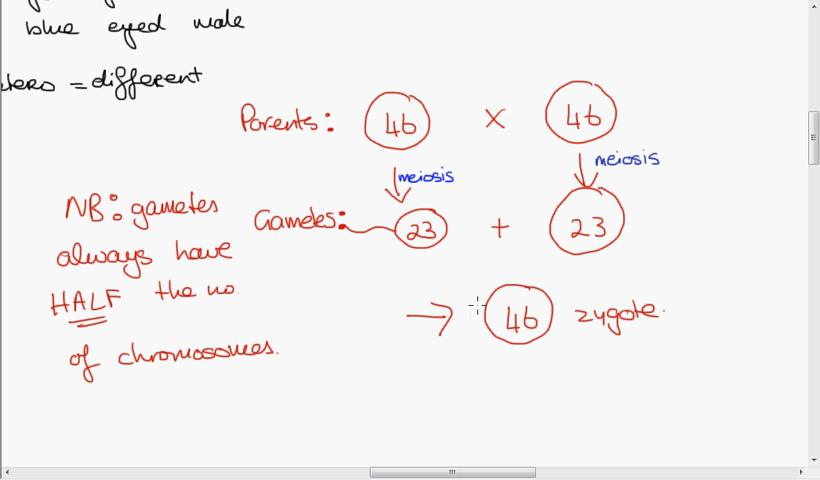 blue eyed male
= different
Parents: 46 X 46
meiosis
meiosis
Gametes: 23 + 23
→ 46 zygote.
NB: gametes
always have
HALF the no.
of chromosomes.